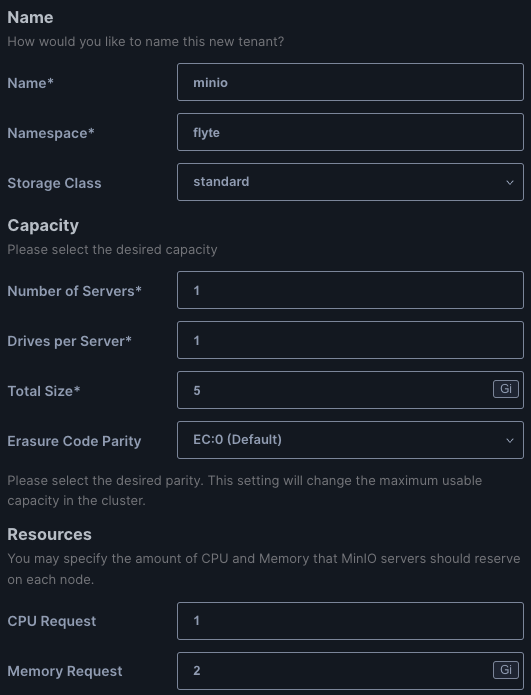 Name
How would you like to name this new tenant?
Name* minio
Namespace* flyte
Storage Class standard
Capacity
Please select the desired capacity
Number of Servers* 1
Drives per Server* 1
Total Size* 5 Gi
Erasure Code Parity EC:0 (Default)
Please select the desired parity. This setting will change the maximum usable
capacity in the cluster.
Resources
You may specify the amount of CPU and Memory that MinIO servers should reserve
on each node.
CPU Request 1
Memory Request 2 Gi